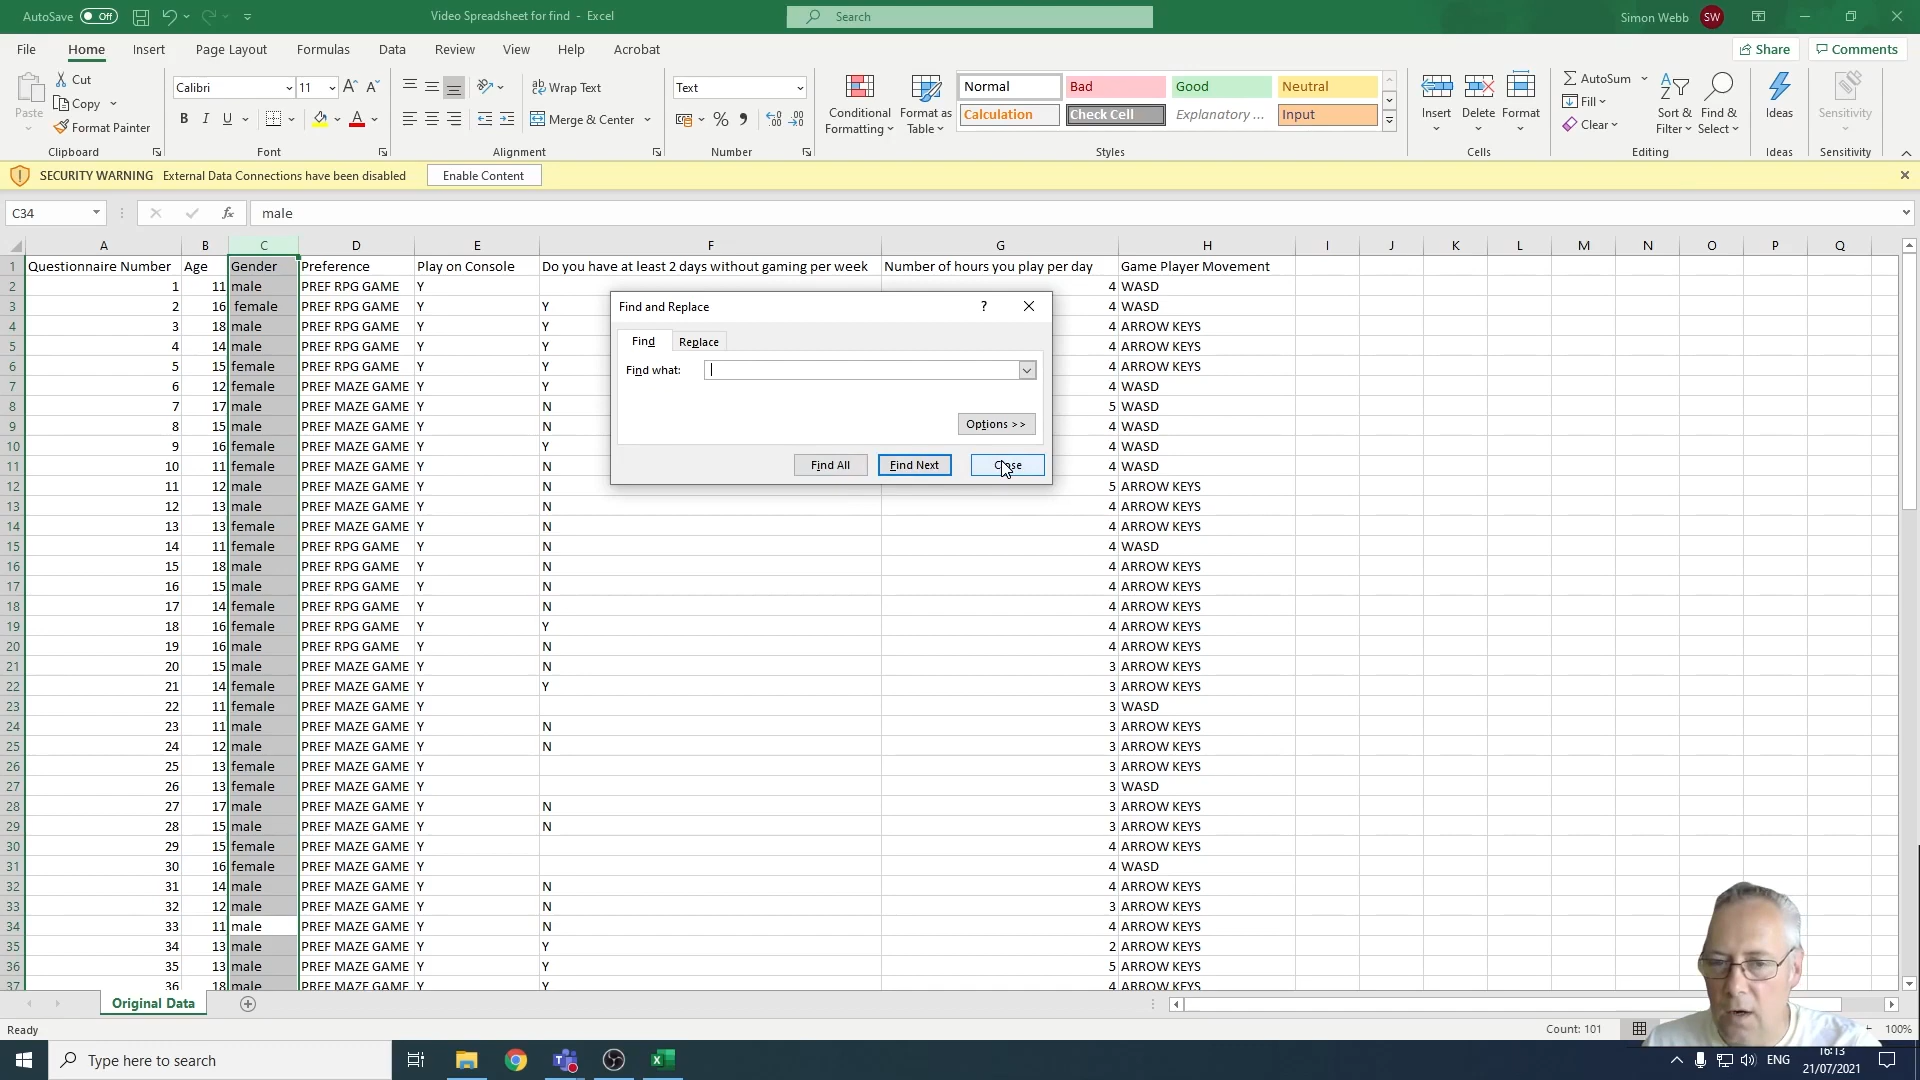 AutoSave Off Video Spreadsheet for find - Excel Search Simon Webb SW
File Home Insert Page Layout Formulas Data Review View Help Acrobat Share Comments
Paste Cut Copy Format Painter Clipboard
Calibri 11 A A B I U A Font
Wrap Text Merge & Center Alignment
Text % Number
Conditional Formatting Format as Table Normal Bad Good Neutral Calculation Check Cell Explanatory ... Input Styles
Insert Delete Format Cells
AutoSum Fill Clear Sort & Filter Find & Select Editing
Ideas Ideas Sensitivity Sensitivity
SECURITY WARNING External Data Connections have been disabled Enable Content
C34 fx male
A B C D E F G H I J K L M N O P Q
1 Questionnaire Number Age Gender Preference Play on Console Do you have at least 2 days without gaming per week Number of hours you play per day Game Player Movement
2 1 11 male PREF RPG GAME Y 4 WASD
3 2 16 female PREF RPG GAME Y Y 4 WASD
4 3 18 male PREF RPG GAME Y Y 4 ARROW KEYS
5 4 14 male PREF RPG GAME Y Y 4 ARROW KEYS
6 5 15 female PREF RPG GAME Y Y 4 ARROW KEYS
7 6 12 female PREF MAZE GAME Y Y 4 WASD
8 7 17 male PREF MAZE GAME Y N 5 WASD
9 8 15 male PREF MAZE GAME Y N 4 WASD
10 9 16 female PREF MAZE GAME Y Y 4 WASD
11 10 11 female PREF MAZE GAME Y N 4 WASD
12 11 12 male PREF MAZE GAME Y N 5 ARROW KEYS
13 12 13 male PREF MAZE GAME Y N 4 ARROW KEYS
14 13 13 female PREF MAZE GAME Y N 4 ARROW KEYS
15 14 11 female PREF RPG GAME Y N 4 WASD
16 15 18 male PREF RPG GAME Y N 4 ARROW KEYS
17 16 15 male PREF RPG GAME Y N 4 ARROW KEYS
18 17 14 female PREF RPG GAME Y N 4 ARROW KEYS
19 18 16 female PREF RPG GAME Y Y 4 ARROW KEYS
20 19 16 male PREF RPG GAME Y N 4 ARROW KEYS
21 20 15 male PREF MAZE GAME Y N 3 ARROW KEYS
22 21 14 female PREF MAZE GAME Y Y 3 ARROW KEYS
23 22 11 female PREF MAZE GAME Y 3 WASD
24 23 11 male PREF MAZE GAME Y N 3 ARROW KEYS
25 24 12 male PREF MAZE GAME Y N 3 ARROW KEYS
26 25 13 female PREF MAZE GAME Y 3 ARROW KEYS
27 26 13 female PREF MAZE GAME Y 3 WASD
28 27 17 male PREF MAZE GAME Y N 3 ARROW KEYS
29 28 15 male PREF MAZE GAME Y N 3 ARROW KEYS
30 29 15 female PREF MAZE GAME Y 4 ARROW KEYS
31 30 16 female PREF MAZE GAME Y 4 WASD
32 31 14 male PREF MAZE GAME Y N 4 ARROW KEYS
33 32 12 male PREF MAZE GAME Y N 3 ARROW KEYS
34 33 11 male PREF MAZE GAME Y N 4 ARROW KEYS
35 34 13 male PREF MAZE GAME Y Y 2 ARROW KEYS
36 35 13 male PREF MAZE GAME Y Y 5 ARROW KEYS
37 36 18 male PREF MAZE GAME Y Y 4 ARROW KEYS
Find and Replace ?
Find Replace
Find what:
Options >>
Find All Find Next Close
Original Data
Ready Count: 101 100%
Type here to search ENG 16:13
21/07/2021